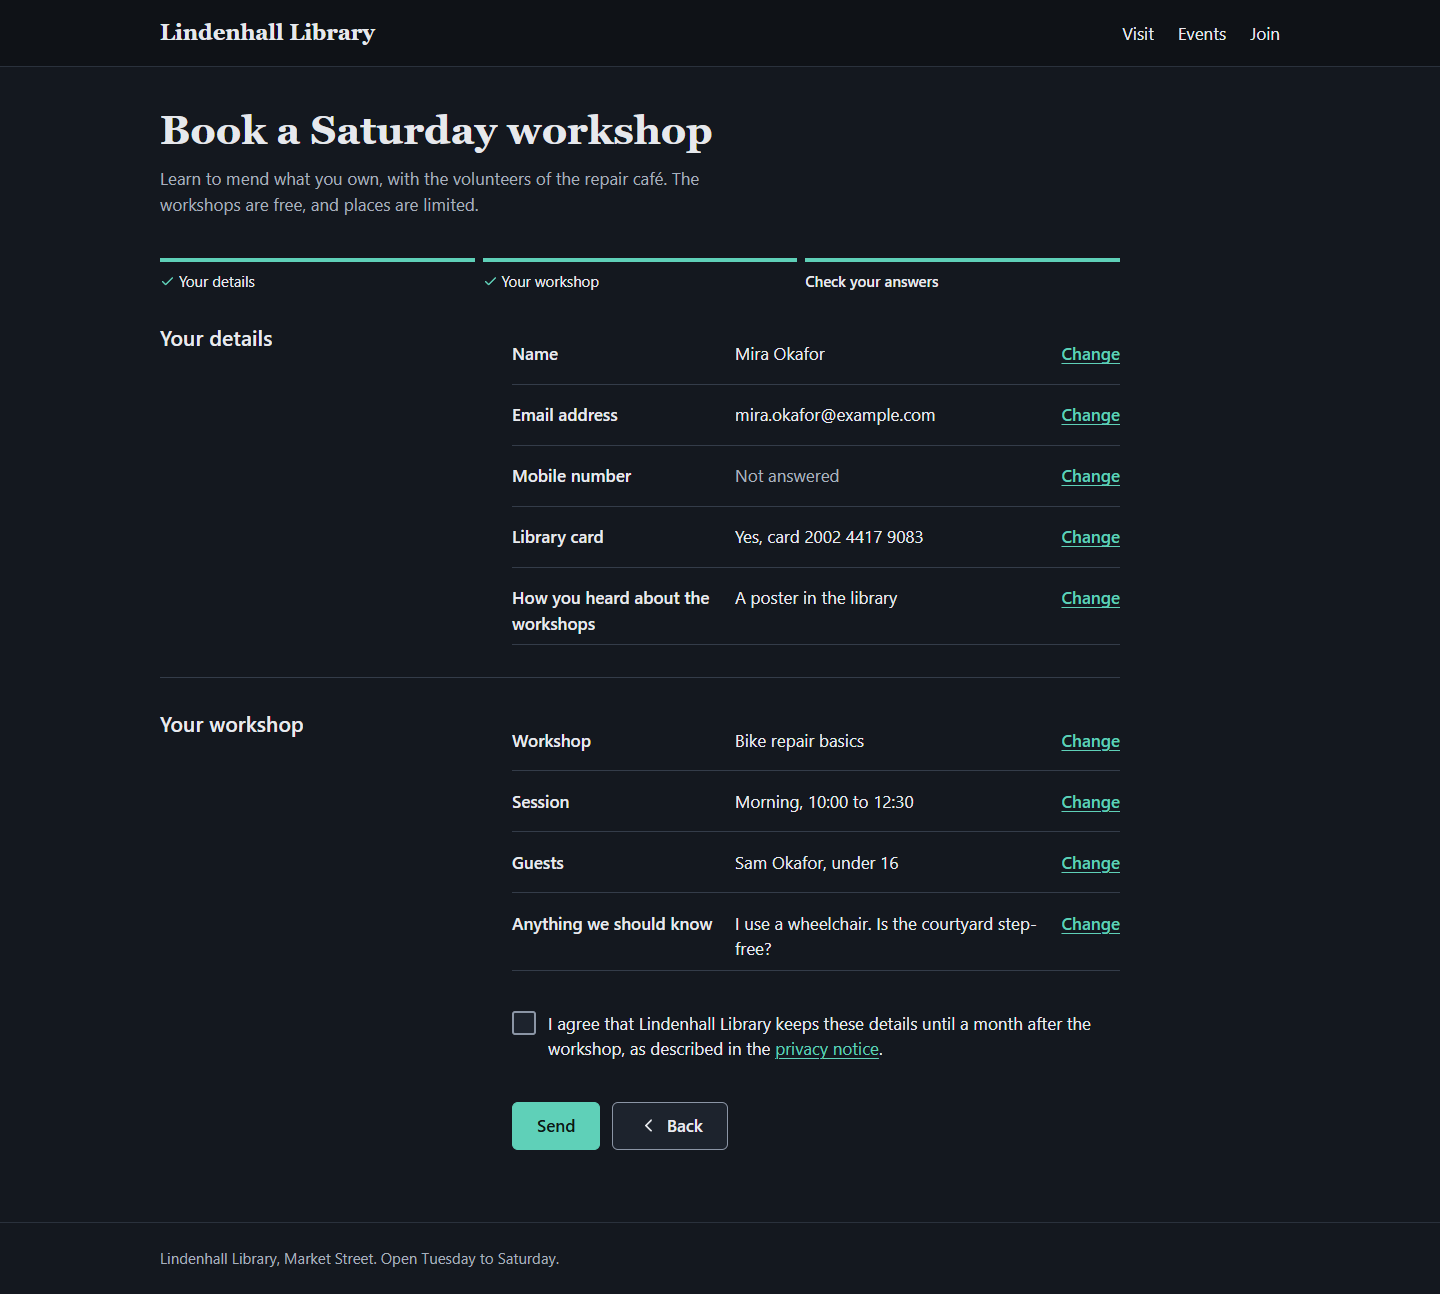 Lindenhall Library
Visit Events Join
Book a Saturday workshop
Learn to mend what you own, with the volunteers of the repair café. The
workshops are free, and places are limited.
Your details
Your workshop
Check your answers
Your details
Name Mira Okafor Change
Email address mira.okafor@example.com Change
Mobile number Not answered Change
Library card Yes, card 2002 4417 9083 Change
How you heard about the A poster in the library Change
workshops
Your workshop
Workshop Bike repair basics Change
Session Morning, 10:00 to 12:30 Change
Guests Sam Okafor, under 16 Change
Anything we should know I use a wheelchair. Is the courtyard step- Change
free?
I agree that Lindenhall Library keeps these details until a month after the
workshop, as described in the privacy notice.
Send Back
Lindenhall Library, Market Street. Open Tuesday to Saturday.